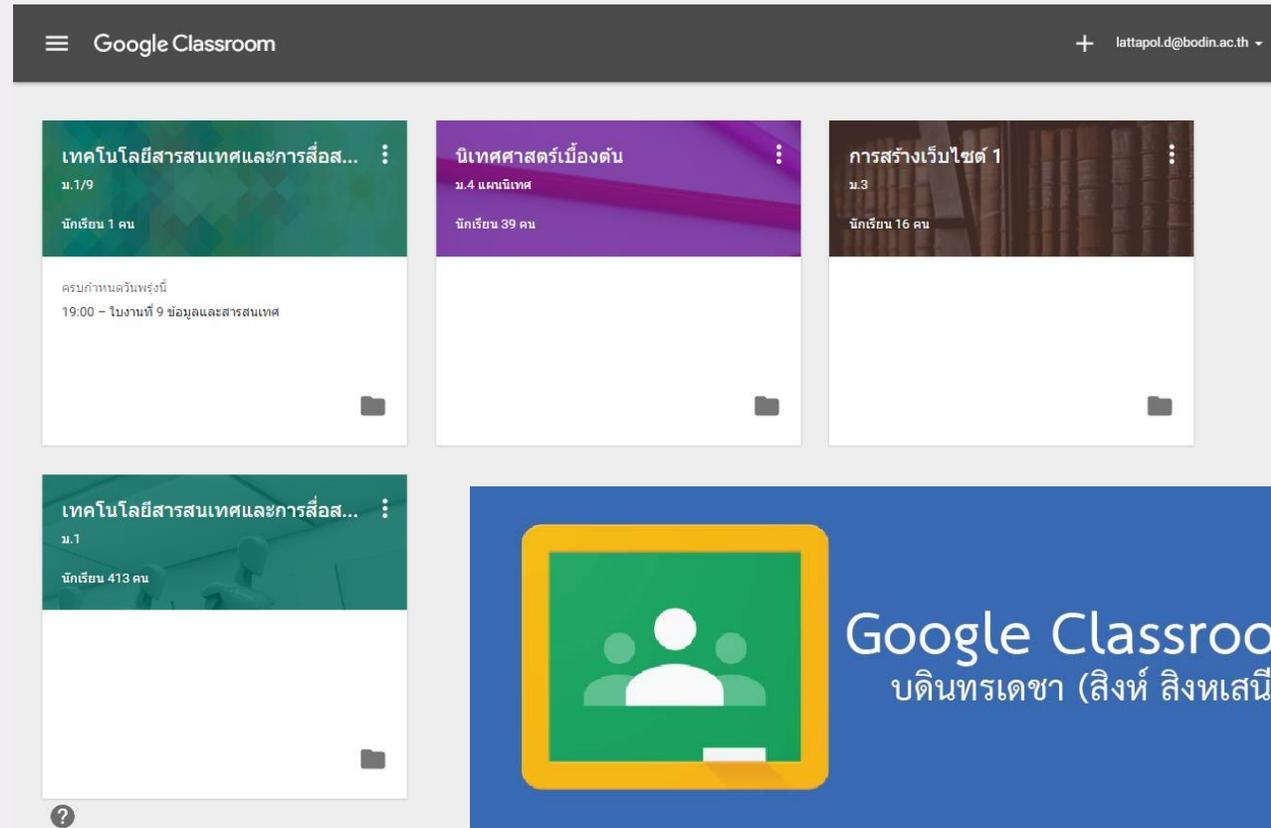 Google Classroom
+ lattapol.d@bodin.ac.th
เทคโนโลยีสารสนเทศและการสื่อส...
ม.1/9
นักเรียน 1 คน
ครบกำหนดวันพรุ่งนี้
19:00 – ใบงานที่ 9 ข้อมูลและสารสนเทศ
นิเทศศาสตร์เบื้องต้น
ม.4 แผนนิเทศ
นักเรียน 39 คน
การสร้างเว็บไซต์ 1
ม.3
นักเรียน 16 คน
เทคโนโลยีสารสนเทศและการสื่อส...
ม.1
นักเรียน 413 คน
Google Classroo
บดินทรเดชา (สิงห์ สิงหเสนี
?